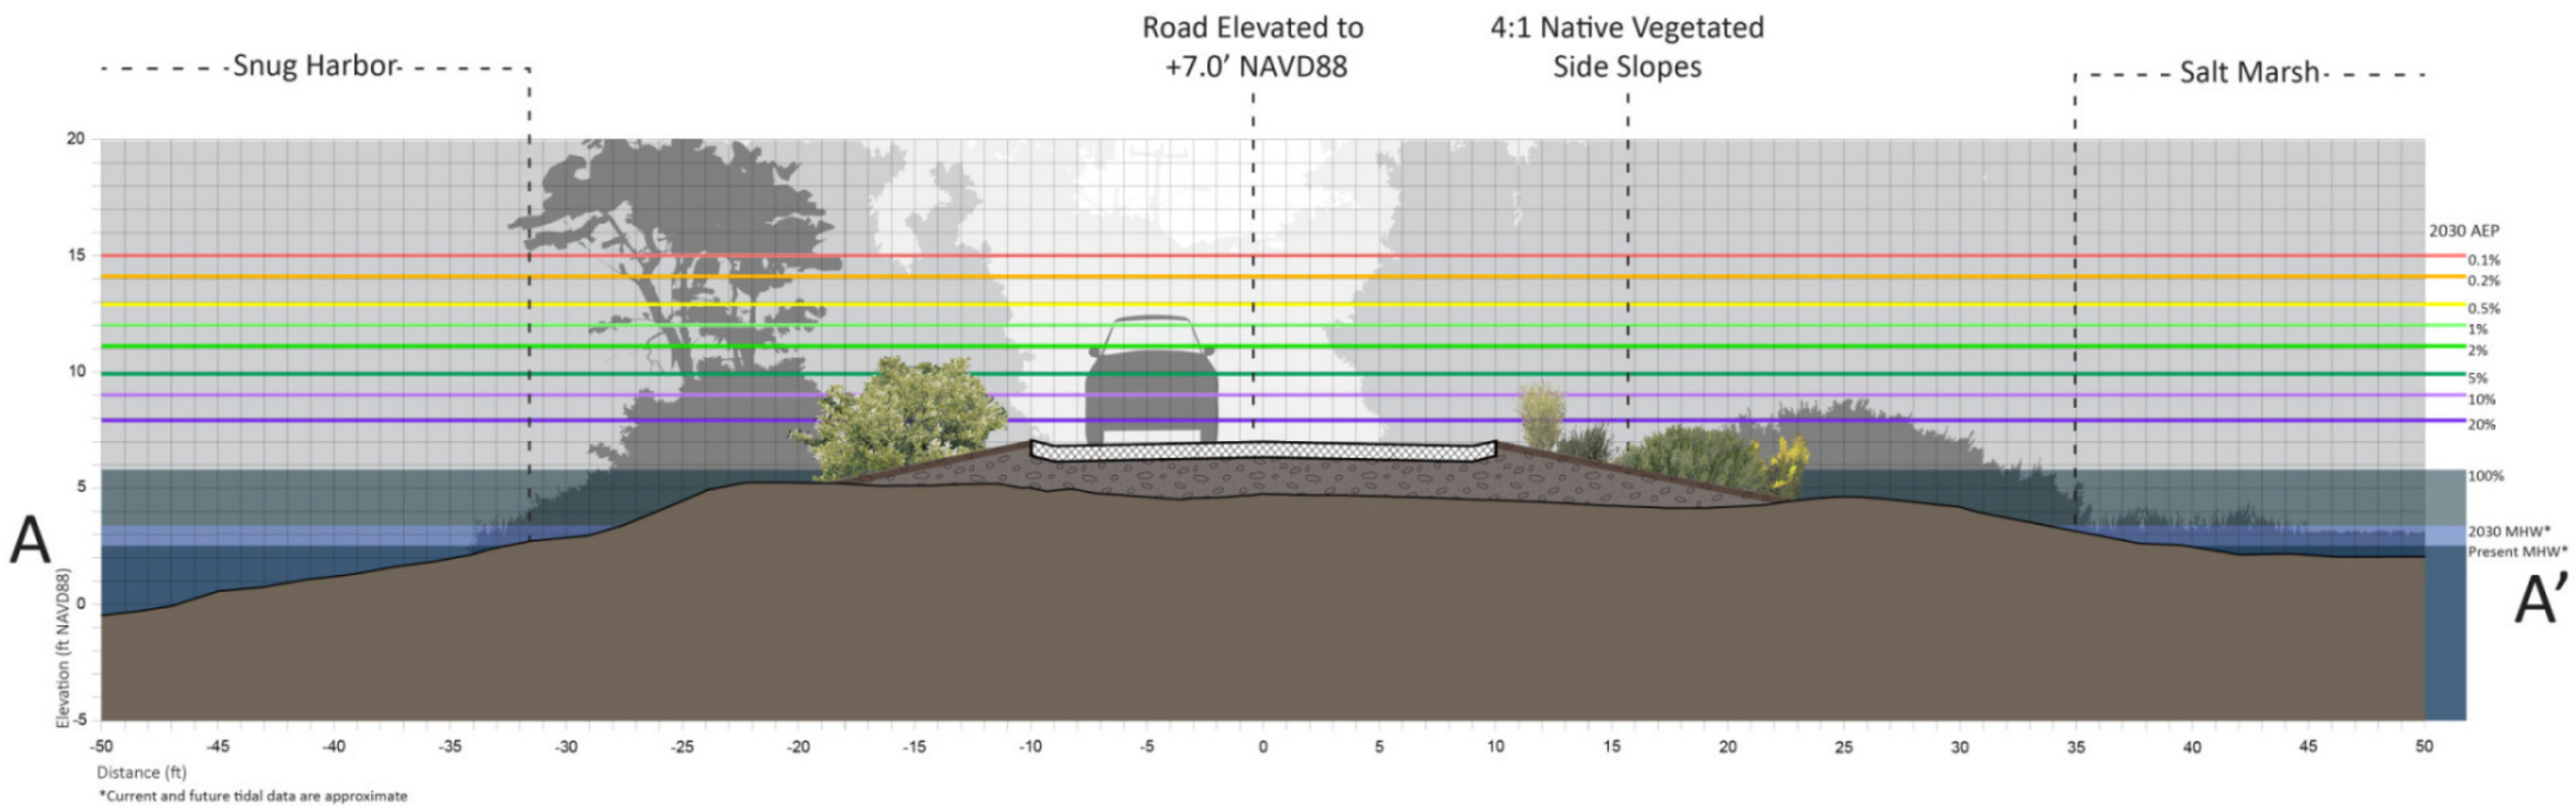 Road Elevated to
+7.0’ NAVD88
4:1 Native Vegetated
Side Slopes
Snug Harbor
Salt Marsh
20
15
10
5
0
-5
Elevation (ft NAVD88)
2030 AEP
0.1%
0.2%
0.5%
1%
2%
5%
10%
20%
100%
2030 MHW*
Present MHW*
A
A’
-50 -45 -40 -35 -30 -25 -20 -15 -10 -5 0 5 10 15 20 25 30 35 40 45 50
Distance (ft)
*Current and future tidal data are approximate